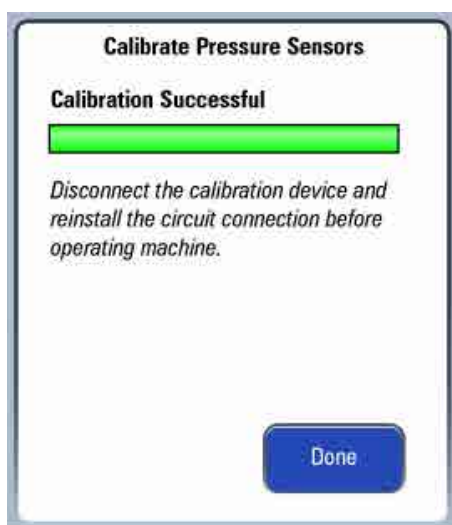 Calibrate Pressure Sensors
Calibration Successful
Disconnect the calibration device and
reinstall the circuit connection before
operating machine.
Done